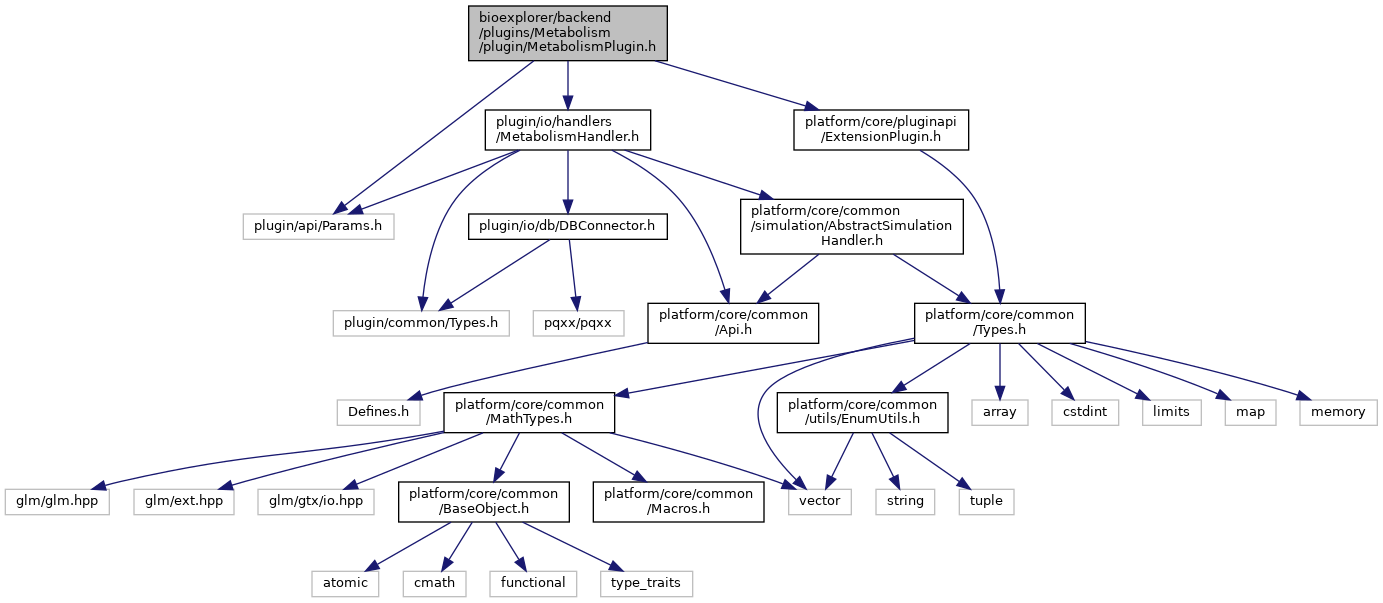 bioexplorer/backend
/plugins/Metabolism
/plugin/MetabolismPlugin.h
plugin/io/handlers
/MetabolismHandler.h
platform/core/pluginapi
/ExtensionPlugin.h
plugin/api/Params.h
plugin/io/db/DBConnector.h
platform/core/common
/simulation/AbstractSimulation
Handler.h
plugin/common/Types.h
pqxx/pqxx
platform/core/common
/Api.h
platform/core/common
/Types.h
Defines.h
platform/core/common
/MathTypes.h
platform/core/common
/utils/EnumUtils.h
array
cstdint
limits
map
memory
glm/glm.hpp
glm/ext.hpp
glm/gtx/io.hpp
platform/core/common
/BaseObject.h
platform/core/common
/Macros.h
vector
string
tuple
atomic
cmath
functional
type_traits